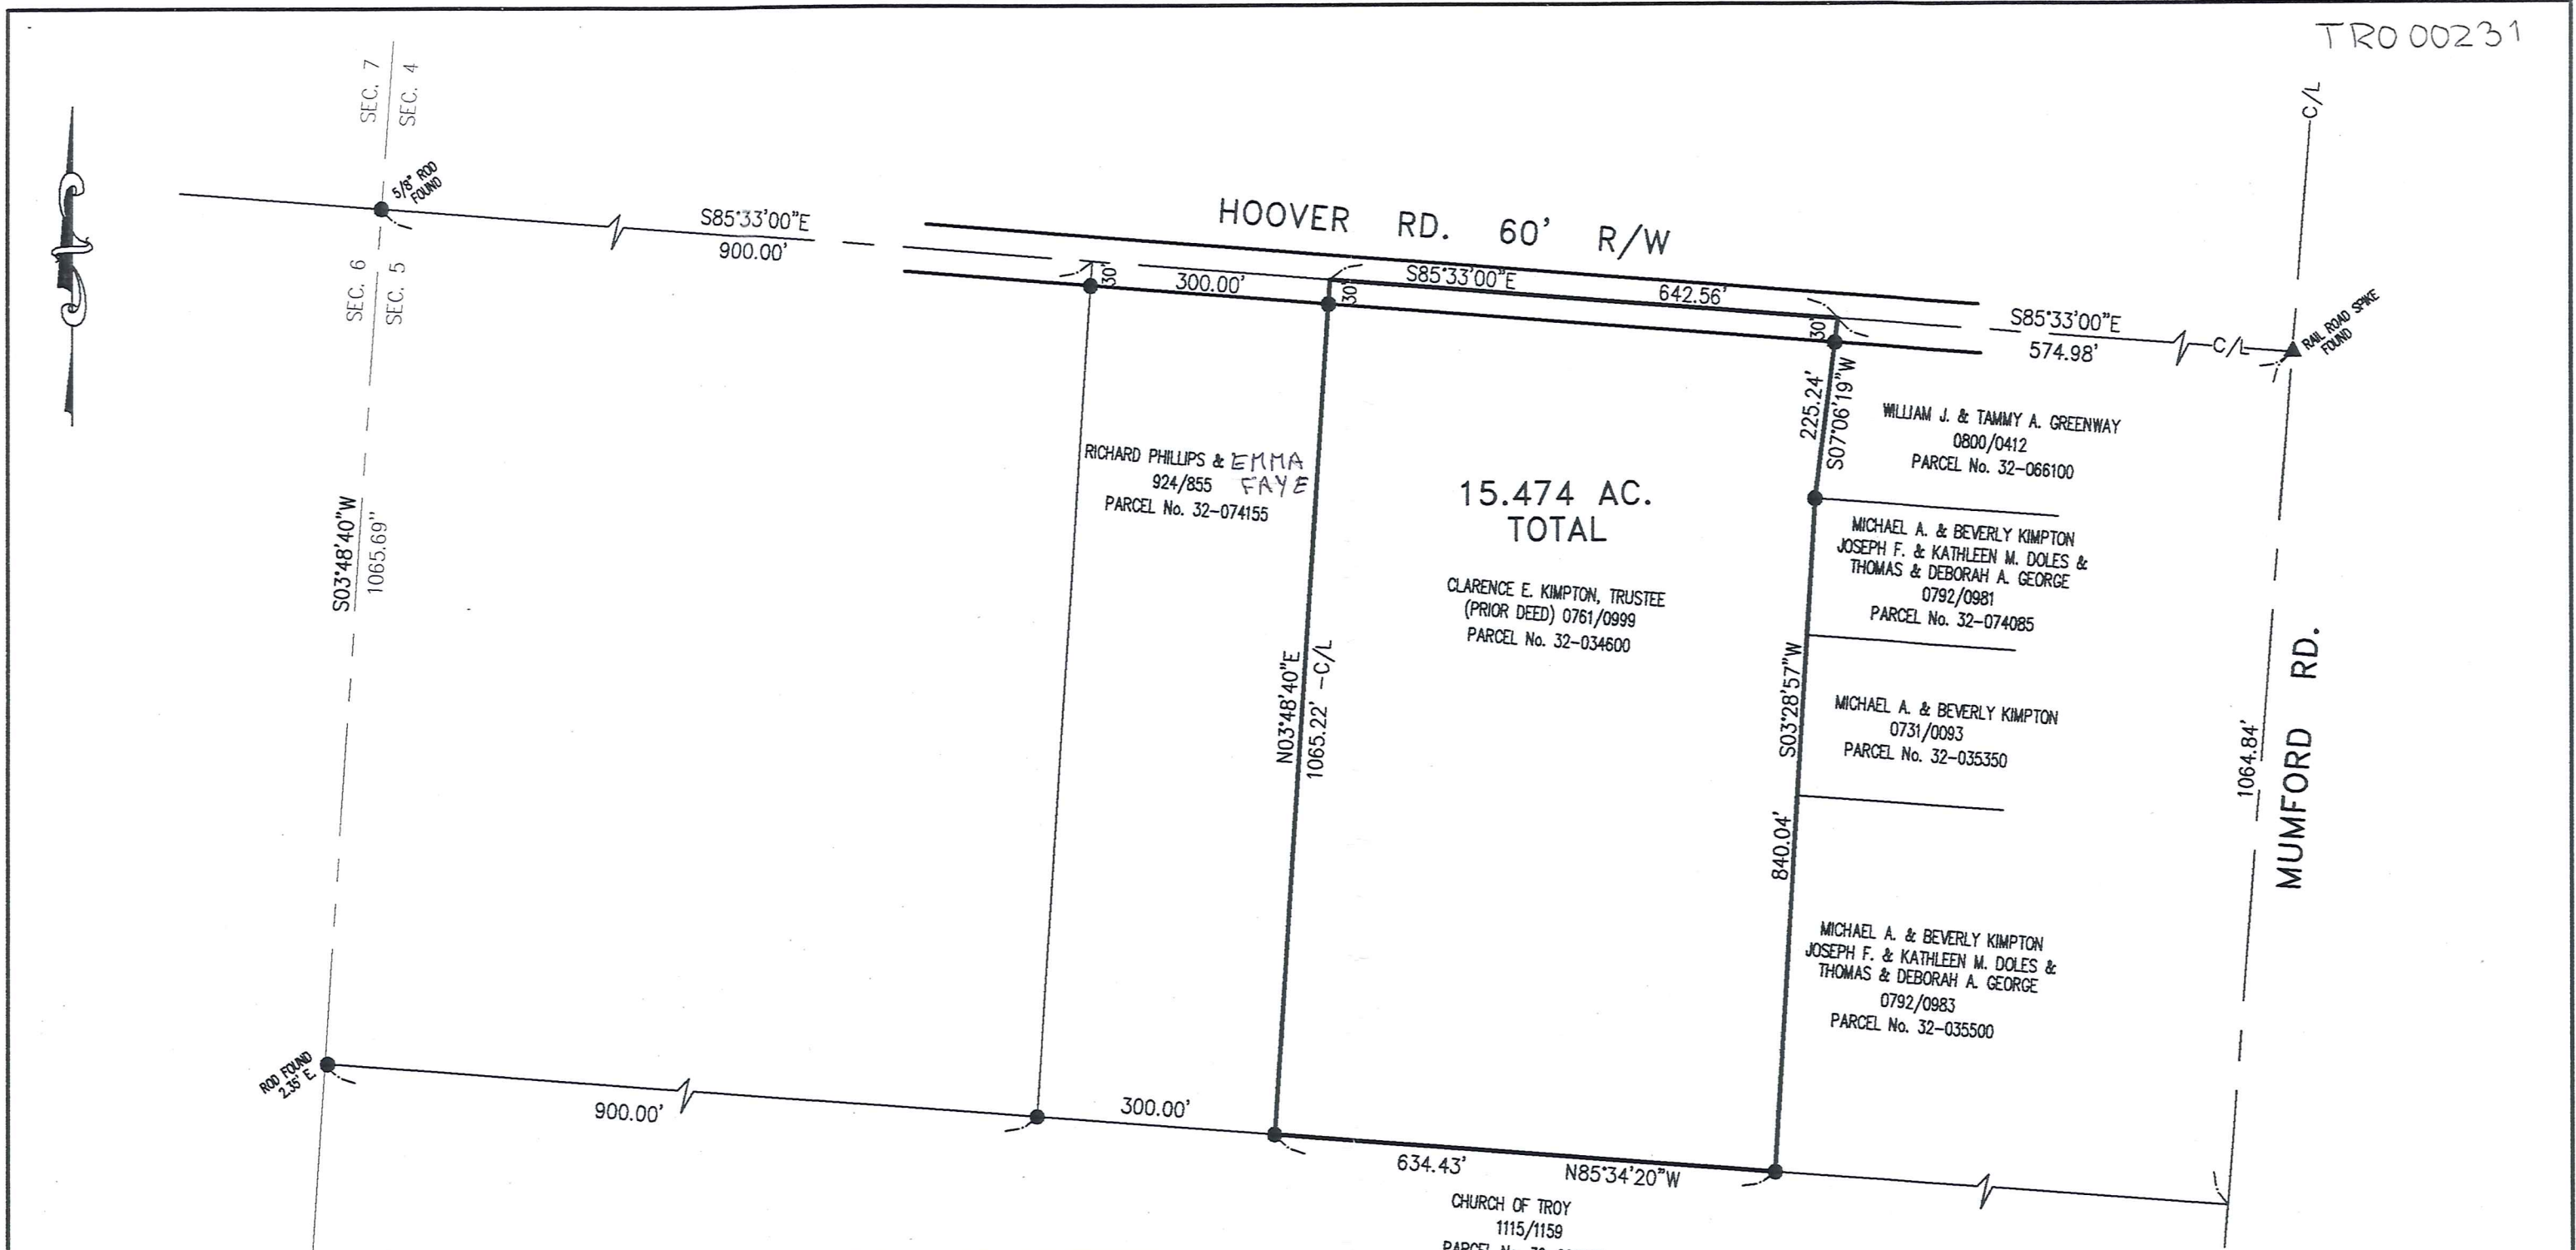 TRO 00231
SEC. 7
SEC. 4
C/L
5/8" ROD
FOUND
S85°33'00"E
900.00'
HOOVER RD. 60' R/W
SEC. 6
SEC. 5
30'
300.00'
30'
S85°33'00"E
642.56'
30'
S85°33'00"E
574.98'
C/L
RAIL ROAD SPIKE
FOUND
225.24'
S07°06'19"W
WILLIAM J. & TAMMY A. GREENWAY
0800/0412
PARCEL No. 32-066100
RICHARD PHILLIPS & EMMA
924/855 FAYE
PARCEL No. 32-074155
15.474 AC.
TOTAL
S03°48'40"W
1065.69"
MICHAEL A. & BEVERLY KIMPTON
JOSEPH F. & KATHLEEN M. DOLES &
THOMAS & DEBORAH A. GEORGE
0792/0981
PARCEL No. 32-074085
CLARENCE E. KIMPTON, TRUSTEE
(PRIOR DEED) 0761/0999
PARCEL No. 32-034600
N03°48'40"E
1065.22' -C/L
S03°28'57"W
840.04'
MICHAEL A. & BEVERLY KIMPTON
0731/0093
PARCEL No. 32-035350
1064.84'
MUMFORD RD.
MICHAEL A. & BEVERLY KIMPTON
JOSEPH F. & KATHLEEN M. DOLES &
THOMAS & DEBORAH A. GEORGE
0792/0983
PARCEL No. 32-035500
ROD FOUND
2.35' E.
900.00'
300.00'
634.43'
N85°34'20"W
CHURCH OF TROY
1115/1159
PARCEL No.